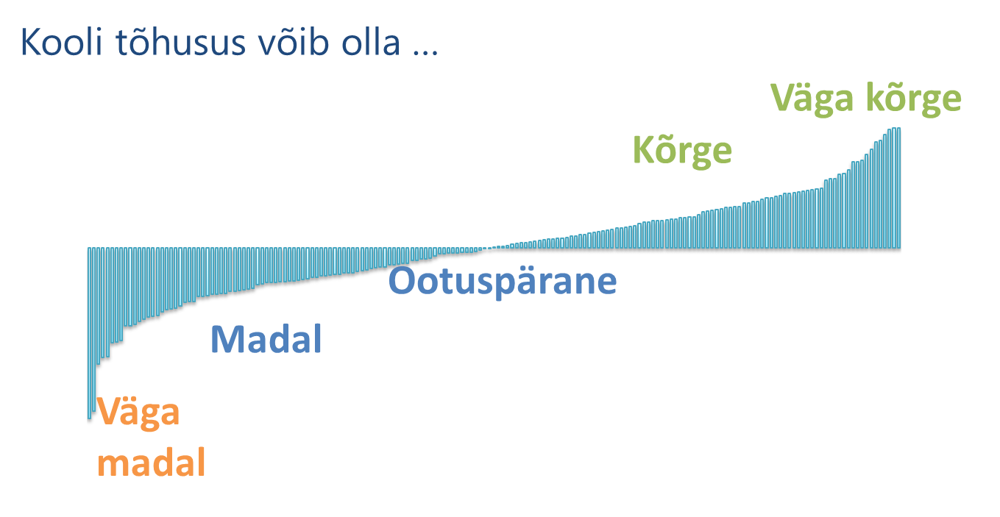 Kooli tõhusus võib olla ...
Väga kõrge
Kõrge
Ootuspärane
Madal
Väga
madal